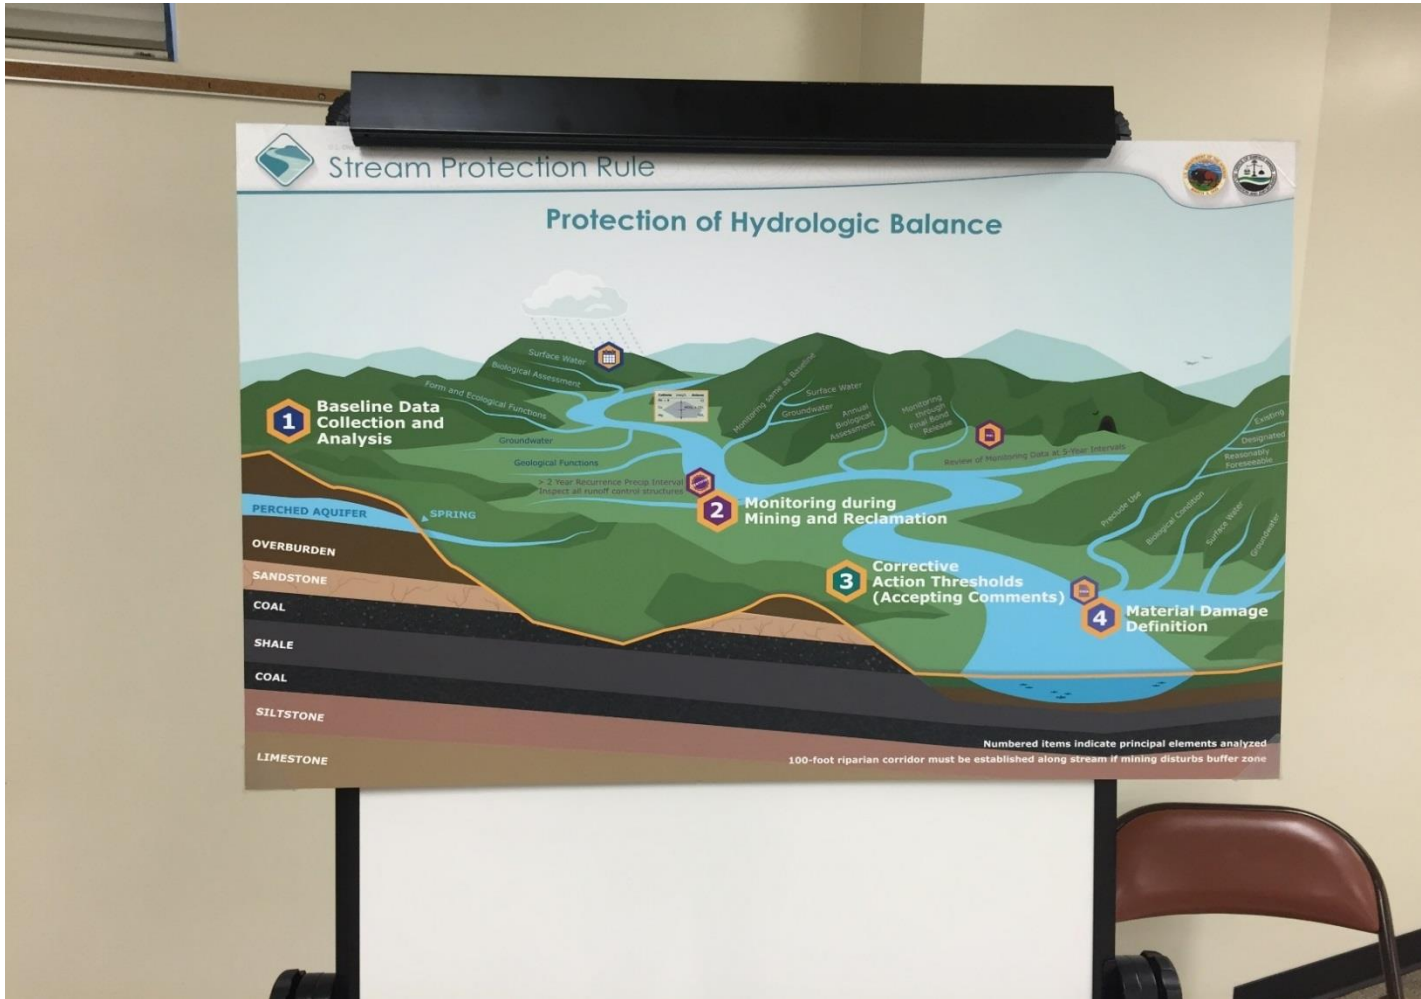 Stream Protection Rule
Protection of Hydrologic Balance
Surface Water
Biological Assessment
Form and Ecological Functions
Groundwater
Geological Functions
> 2 Year Recurrence Precip. Interval
Inspect all runoff control structures
1
Baseline Data
Collection and
Analysis
Monitoring same as Baseline
Surface Water
Groundwater
Annual
Biological
Assessment
Monitoring
through
Final Bond
Release
Review of Monitoring Data at 5-Year Intervals
2
Monitoring during
Mining and Reclamation
Existing
Designated
Reasonably
Foreseeable
Preclude Use
Biological Condition
Surface Water
Groundwater
3
Corrective
Action Thresholds
(Accepting Comments)
4
Material Damage
Definition
PERCHED AQUIFER
SPRING
OVERBURDEN
SANDSTONE
COAL
SHALE
COAL
SILTSTONE
LIMESTONE
Numbered items indicate principal elements analyzed
100-foot riparian corridor must be established along stream if mining disturbs buffer zone